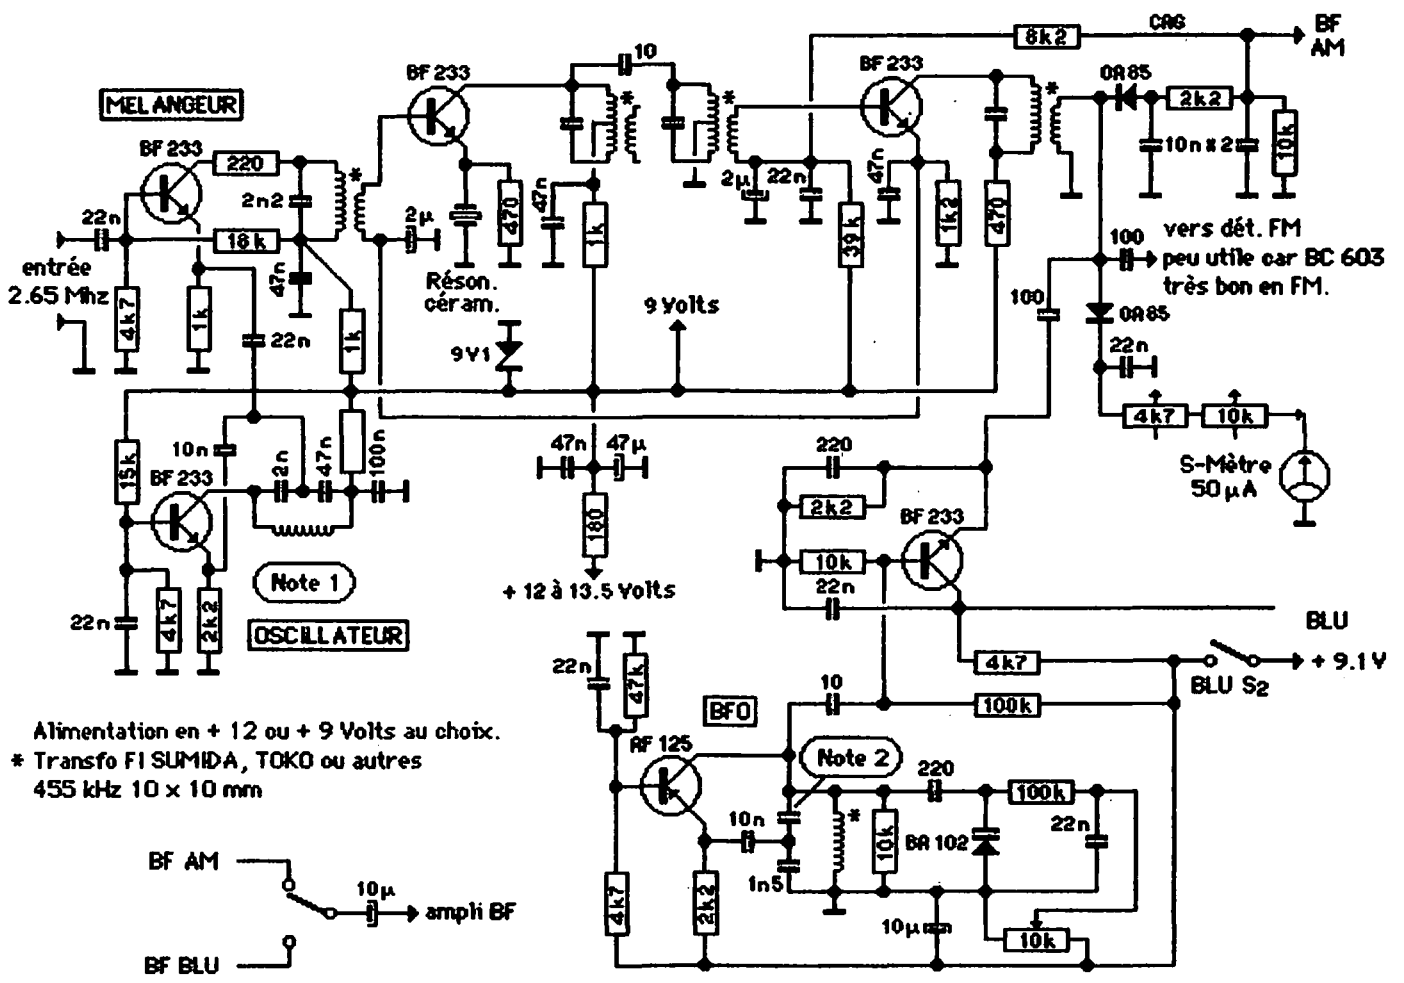 CAG
BF
AM
10
8k2
BF 233
BF 233
OA 85
MELANGEUR
*
*
*
2k2
BF 233
220
10n * 2
10k
*
2n2
2µ
47n
470
47n
1k
2µ
22n
39k
47n
1k2
470
22n
18k
entrée
2.65 Mhz
47n
Réson.
céram.
100
vers dét. FM
peu utile car BC 603
très bon en FM.
4k7
1k
22n
1k
9V1
9 Volts
100
OA 85
22n
4k7
10k
10n
2n
47n
100n
47n
47µ
220
S-Mètre
50 µA
15k
BF 233
180
2k2
BF 233
Note 1
+ 12 à 13.5 Volts
10k
22n
22n
4k7
2k2
OSCILLATEUR
BLU
22n
47k
4k7
+ 9.1 V
BLU S2
BFO
10
100k
Alimentation en + 12 ou + 9 Volts au choix.
* Transfo FI SUMIDA, TOKO ou autres
455 kHz 10 x 10 mm
AF 125
Note 2
220
100k
10n
*
10k
BA 102
22n
1n5
BF AM
10µ
ampli BF
4k7
2k2
10µ
10k
BF BLU